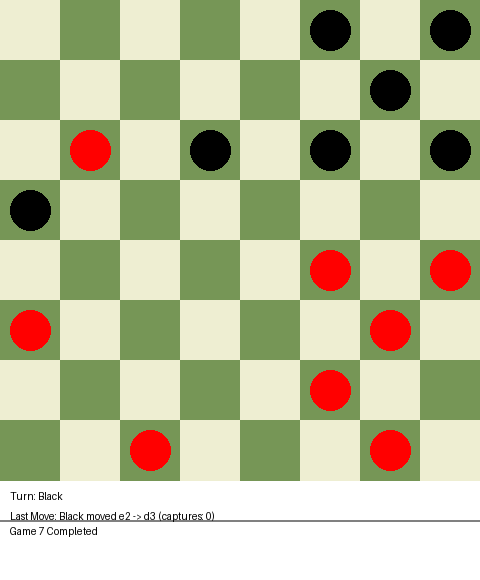 Turn: Black
Last Move: Black moved e2 -> d3 (captures: 0)
Game 7 Completed